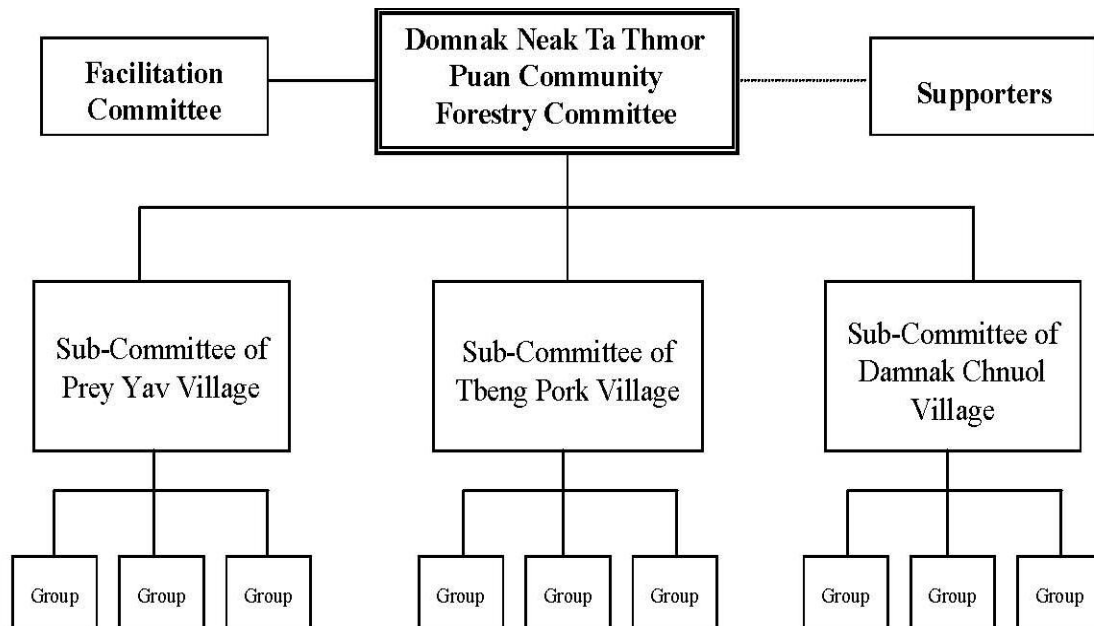 Facilitation
Committee
Domnak Neak Ta Thmor
Puan Community
Forestry Committee
Supporters
Sub-Committee of
Prey Yav Village
Sub-Committee of
Tbeng Pork Village
Sub-Committee of
Damnak Chnuol
Village
Group
Group
Group
Group
Group
Group
Group
Group
Group